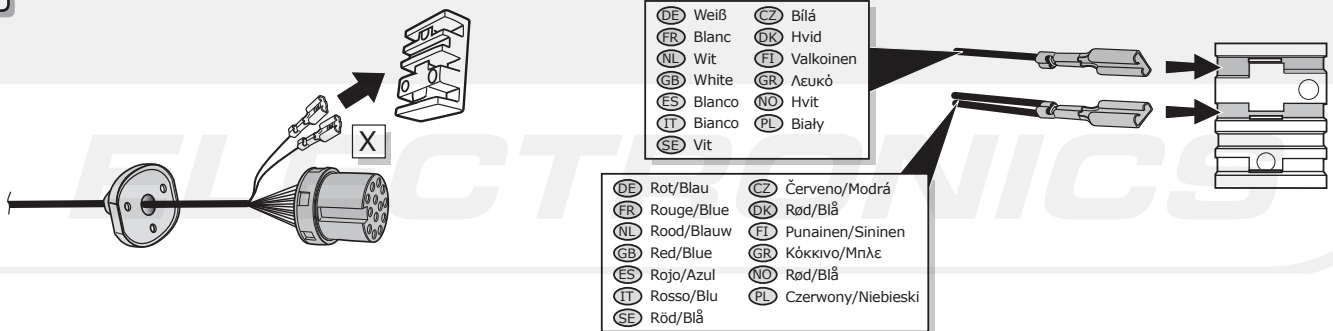 DE Weiß CZ Bílá
FR Blanc DK Hvid
NL Wit FI Valkoinen
GB White GR Λευκό
ES Blanco NO Hvit
IT Bianco PL Biały
SE Vit
X
ELECTRONICS
DE Rot/Blau CZ Červeno/Modrá
FR Rouge/Blue DK Rød/Blå
NL Rood/Blauw FI Punainen/Sininen
GB Red/Blue GR Κόκκινο/Μπλε
ES Rojo/Azul NO Rød/Blå
IT Rosso/Blu PL Czerwony/Niebieski
SE Röd/Blå